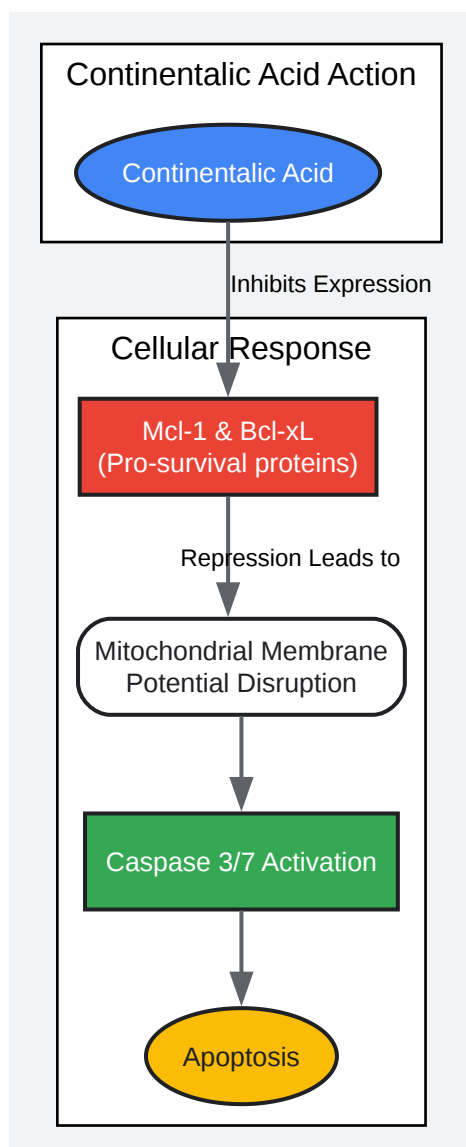 Continentalic Acid Action
Continentalic Acid
Inhibits Expression
Cellular Response
Mcl-1 & Bcl-xL
(Pro-survival proteins)
Repression Leads to
Mitochondrial Membrane
Potential Disruption
Caspase 3/7 Activation
Apoptosis